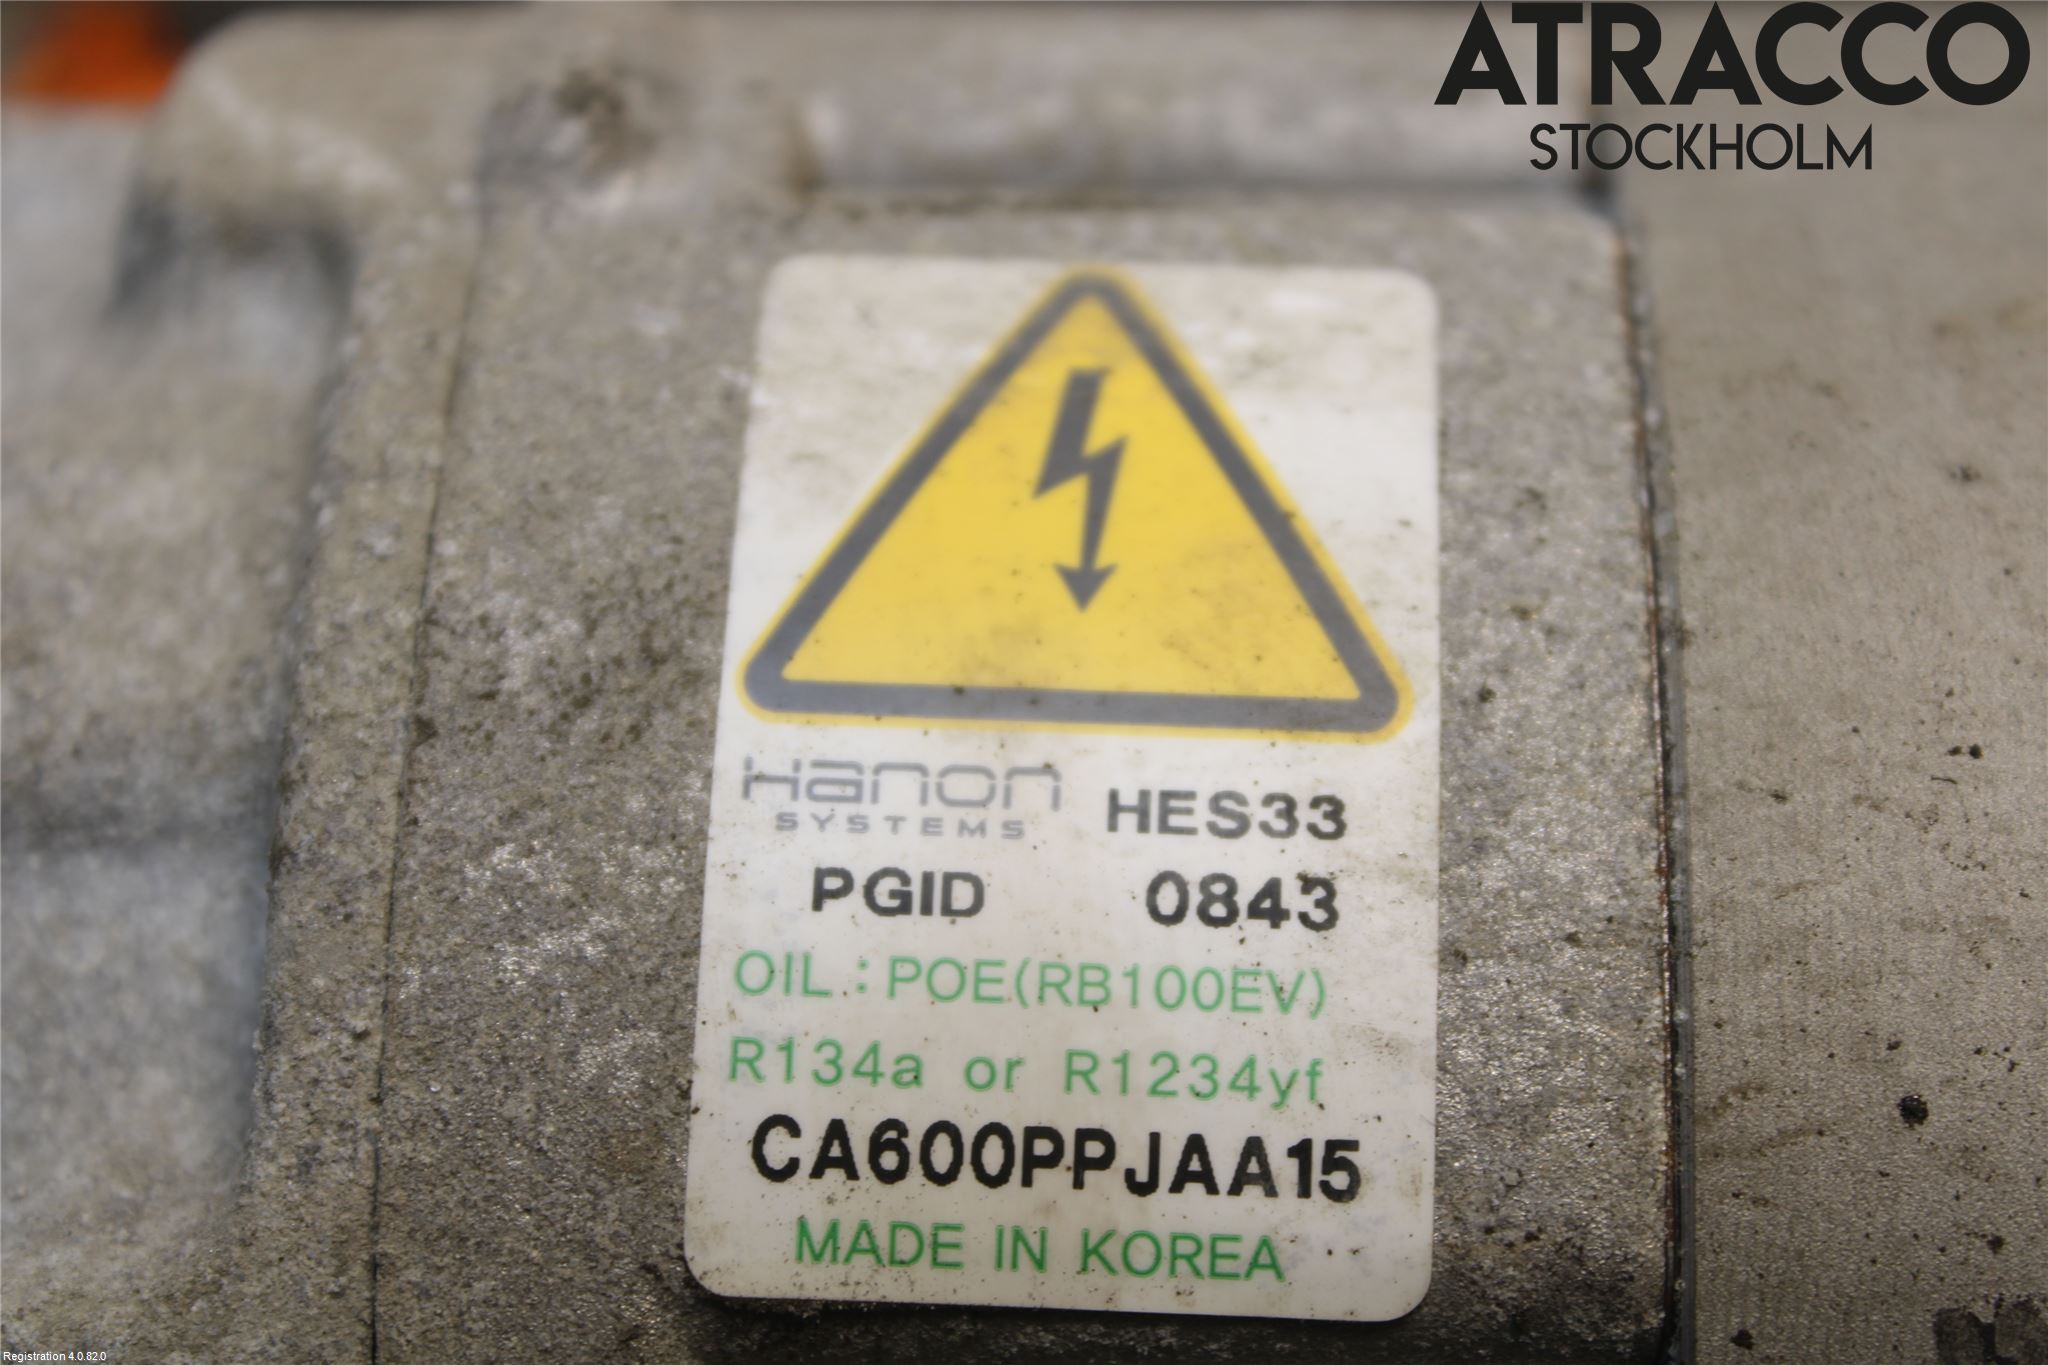 ATRACCO
STOCKHOLM
Hanon
SYSTEMS HES33
PGID 0843
OIL : POE(RB100EV)
R134a or R1234yf
CA600PPJAA15
MADE IN KOREA
Registration 4.0.82.0